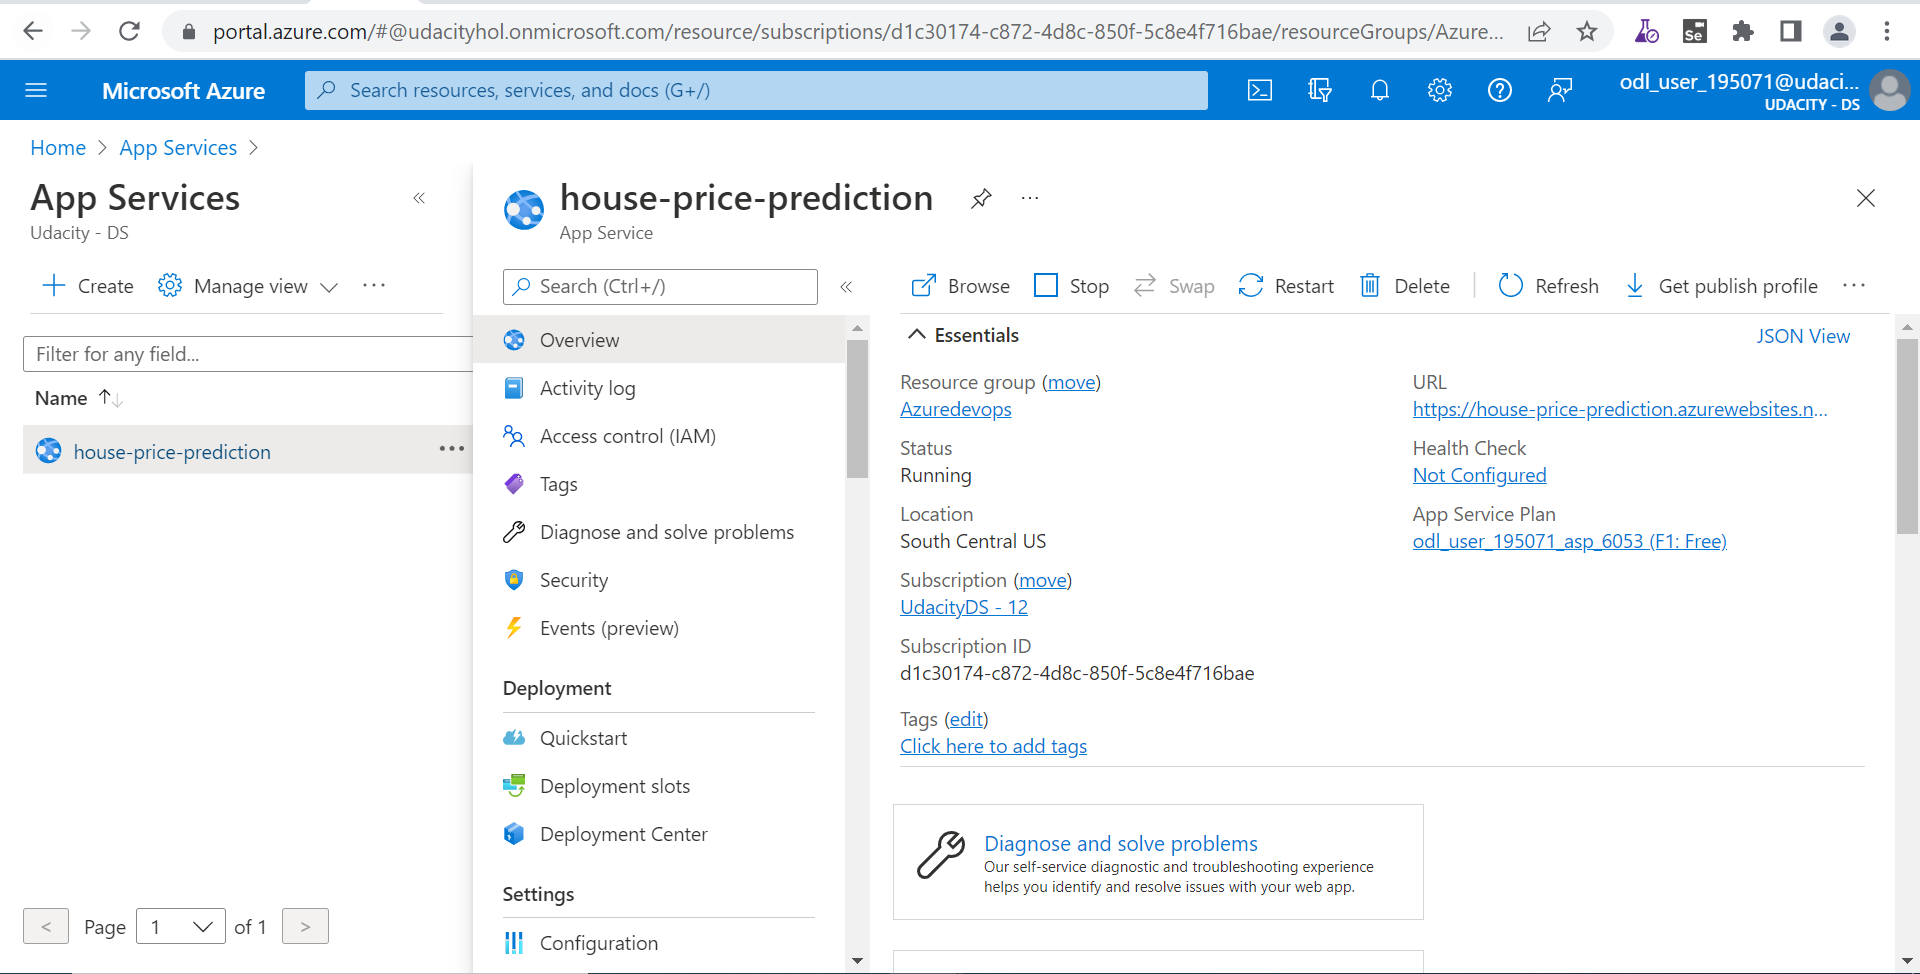 portal.azure.com/#@udacityhol.onmicrosoft.com/resource/subscriptions/d1c30174-c872-4d8c-850f-5c8e4f716bae/resourceGroups/Azure...
Se
Microsoft Azure
Search resources, services, and docs (G+/)
odl_user_195071@udaci...
UDACITY - DS
Home > App Services >
App Services
Udacity - DS
Create
Manage view
Filter for any field...
Name
house-price-prediction
< Page 1 of 1 >
house-price-prediction
App Service
Search (Ctrl+/)
Overview
Activity log
Access control (IAM)
Tags
Diagnose and solve problems
Security
Events (preview)
Deployment
Quickstart
Deployment slots
Deployment Center
Settings
Configuration
Browse
Stop
Swap
Restart
Delete
Refresh
Get publish profile
Essentials
JSON View
Resource group (move)
Azuredevops
Status
Running
Location
South Central US
Subscription (move)
UdacityDS - 12
Subscription ID
d1c30174-c872-4d8c-850f-5c8e4f716bae
Tags (edit)
Click here to add tags
URL
https://house-price-prediction.azurewebsites.n...
Health Check
Not Configured
App Service Plan
odl_user_195071_asp_6053 (F1: Free)
Diagnose and solve problems
Our self-service diagnostic and troubleshooting experience
helps you identify and resolve issues with your web app.